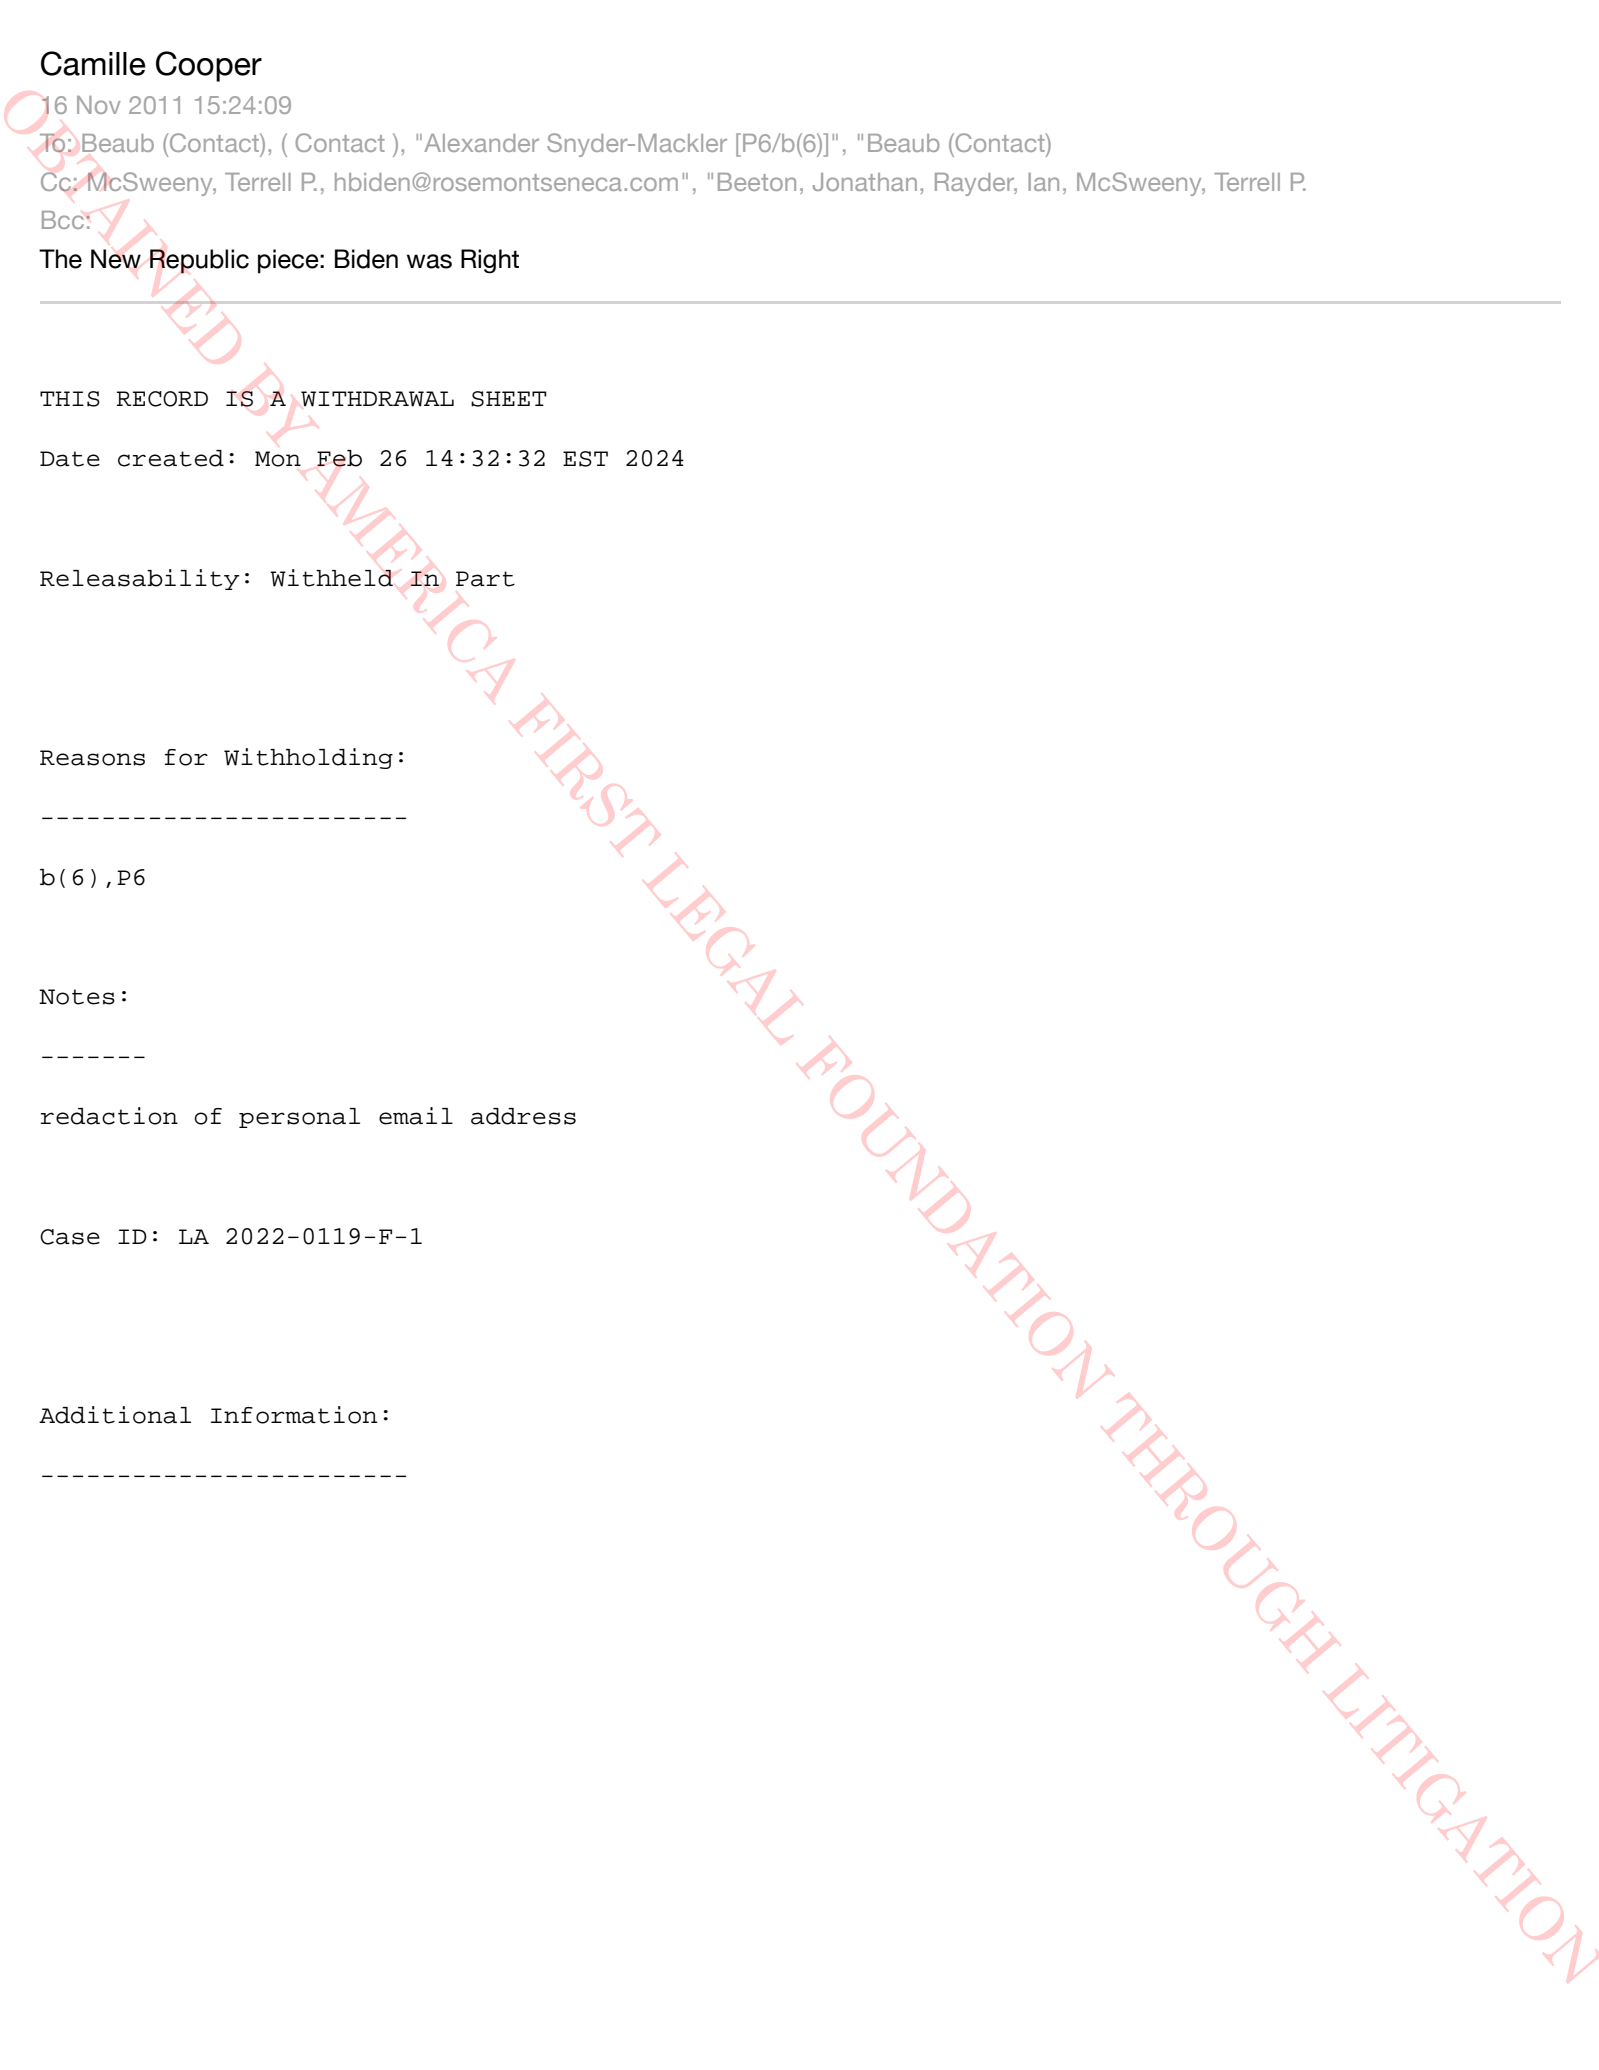 Camille Cooper
16 Nov 2011 15:24:09
To: Beaub (Contact), ( Contact ), "Alexander Snyder-Mackler [P6/b(6)]", "Beaub (Contact)
Cc: McSweeny, Terrell P., hbiden@rosemontseneca.com", "Beeton, Jonathan, Rayder, Ian, McSweeny, Terrell P.
Bcc:
The New Republic piece: Biden was Right
THIS RECORD IS A WITHDRAWAL SHEET
Date created: Mon Feb 26 14:32:32 EST 2024
Releasability: Withheld In Part
Reasons for Withholding:
------------------------
b(6),P6
Notes:
-------
redaction of personal email address
Case ID: LA 2022-0119-F-1
Additional Information:
------------------------
OBTAINED BY AMERICA FIRST LEGAL FOUNDATION THROUGH LITIGATION